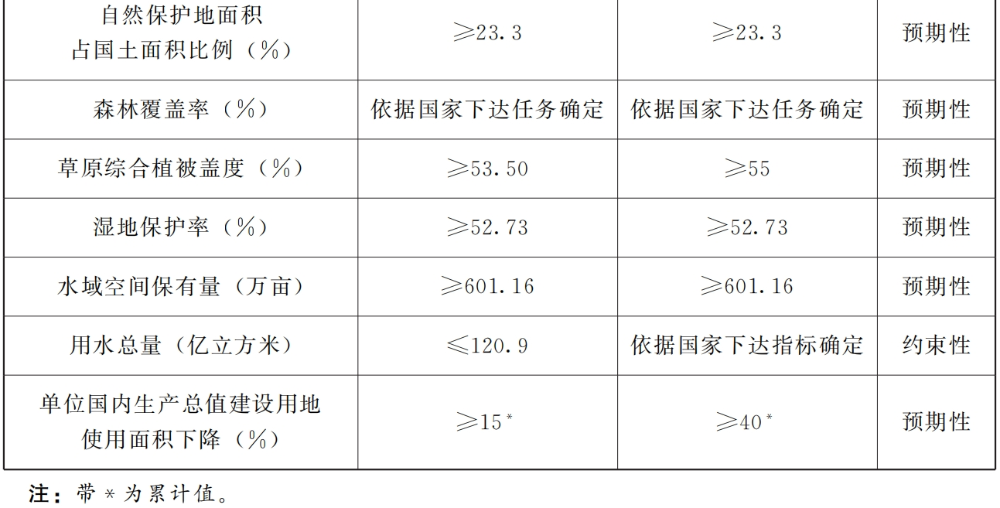 自然保护地面积
占国土面积比例（%） ≥23.3 ≥23.3 预期性
森林覆盖率（%） 依据国家下达任务确定 依据国家下达任务确定 预期性
草原综合植被盖度（%） ≥53.50 ≥55 预期性
湿地保护率（%） ≥52.73 ≥52.73 预期性
水域空间保有量（万亩） ≥601.16 ≥601.16 预期性
用水总量（亿立方米） ≤120.9 依据国家下达指标确定 约束性
单位国内生产总值建设用地
使用面积下降（%） ≥15* ≥40* 预期性
注：带*为累计值。